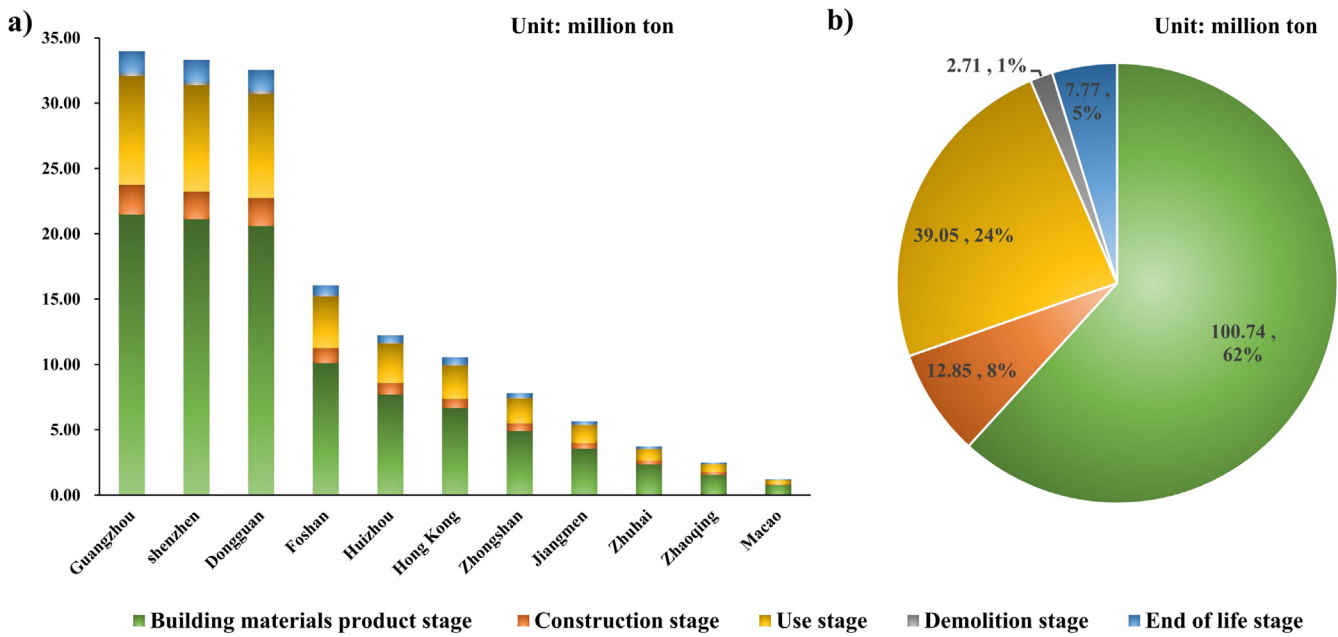 a)
Unit: million ton
35.00
30.00
25.00
20.00
15.00
10.00
5.00
0.00
Guangzhou
shenzhen
Dongguan
Foshan
Huizhou
Hong Kong
Zhongshan
Jiangmen
Zhuhai
Zhaoqing
Macao
b)
Unit: million ton
2.71 , 1%
7.77 ,
5%
39.05 , 24%
12.85 , 8%
100.74 ,
62%
Building materials product stage
Construction stage
Use stage
Demolition stage
End of life stage